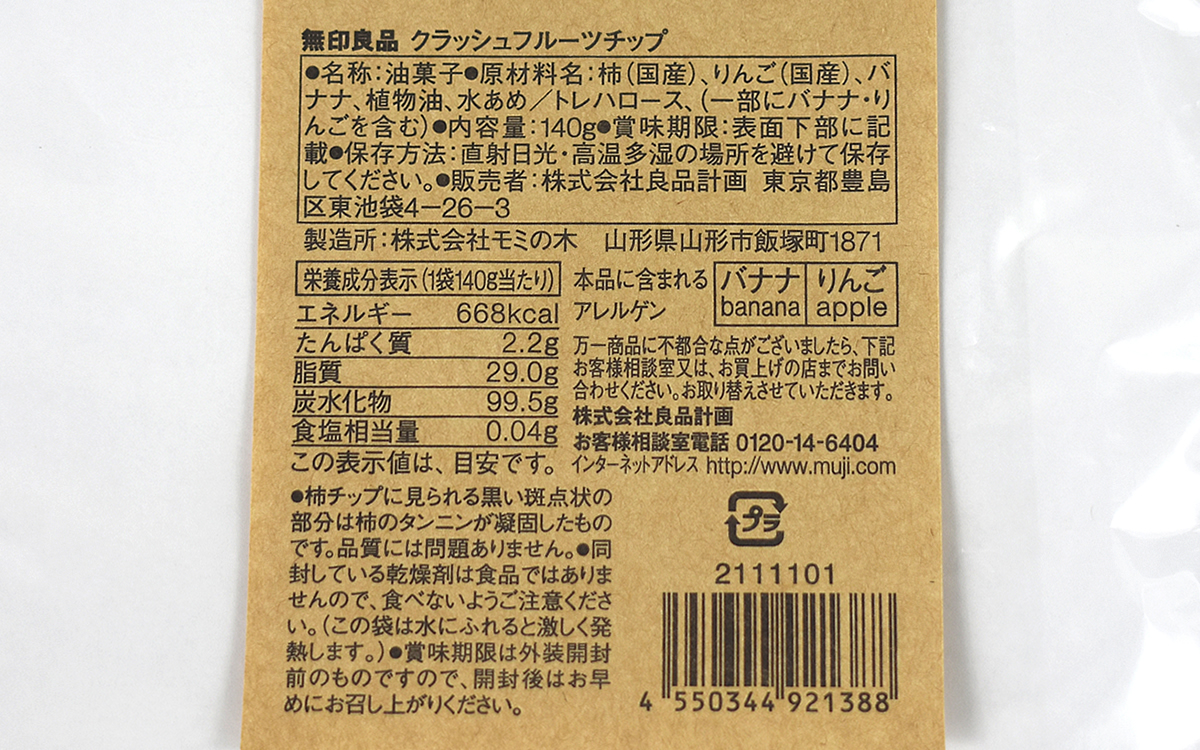 無印良品 クラッシュフルーツチップ
●名称：油菓子●原材料名：柿（国産）、りんご（国産）、バ
ナナ、植物油、水あめ／トレハロース、（一部にバナナ・り
んごを含む）●内容量：140g●賞味期限：表面下部に記
載●保存方法：直射日光・高温多湿の場所を避けて保存
してください。●販売者：株式会社良品計画 東京都豊島
区東池袋4－26－3
製造所：株式会社モミの木 山形県山形市飯塚町1871
栄養成分表示（1袋140g当たり）
エネルギー 668kcal
たんぱく質 2.2g
脂質 29.0g
炭水化物 99.5g
食塩相当量 0.04g
この表示値は、目安です。
本品に含まれる
アレルゲン
バナナ りんご
banana apple
万一商品に不都合な点がございましたら、下記
お客様相談室又は、お買上げの店までお問い
合わせください。お取り替えさせていただきます。
株式会社良品計画
お客様相談室電話 0120-14-6404
インターネットアドレス http://www.muji.com
●柿チップに見られる黒い斑点状の
部分は柿のタンニンが凝固したもの
です。品質には問題ありません。●同
封している乾燥剤は食品ではありま
せんので、食べないようご注意くださ
い。（この袋は水にふれると激しく発
熱します。）●賞味期限は外装開封
前のものですので、開封後はお早
めにお召し上がりください。
プラ
2111101
4 550344 921388